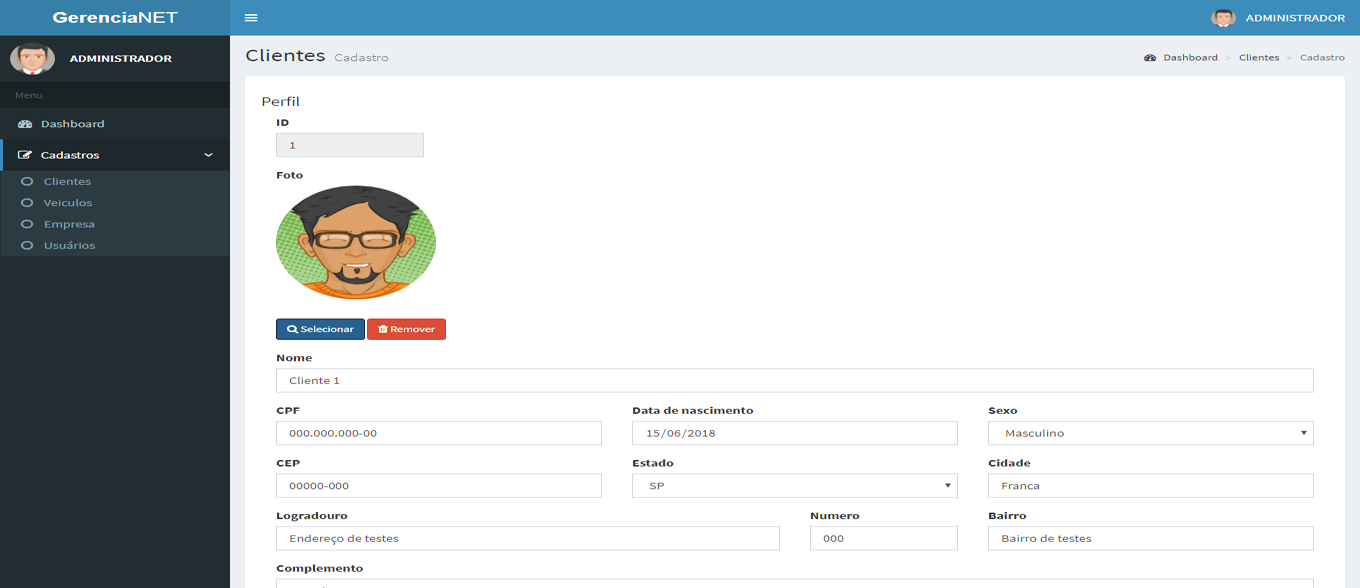 GerenciaNET
ADMINISTRADOR
ADMINISTRADOR
Menu
Dashboard
Cadastros
Clientes
Veiculos
Empresa
Usuários
Clientes Cadastro
Dashboard > Clientes > Cadastro
Perfil
ID
1
Foto
Selecionar Remover
Nome
Cliente 1
CPF Data de nascimento Sexo
000.000.000-00 15/06/2018 Masculino
CEP Estado Cidade
00000-000 SP Franca
Logradouro Numero Bairro
Endereço de testes 000 Bairro de testes
Complemento